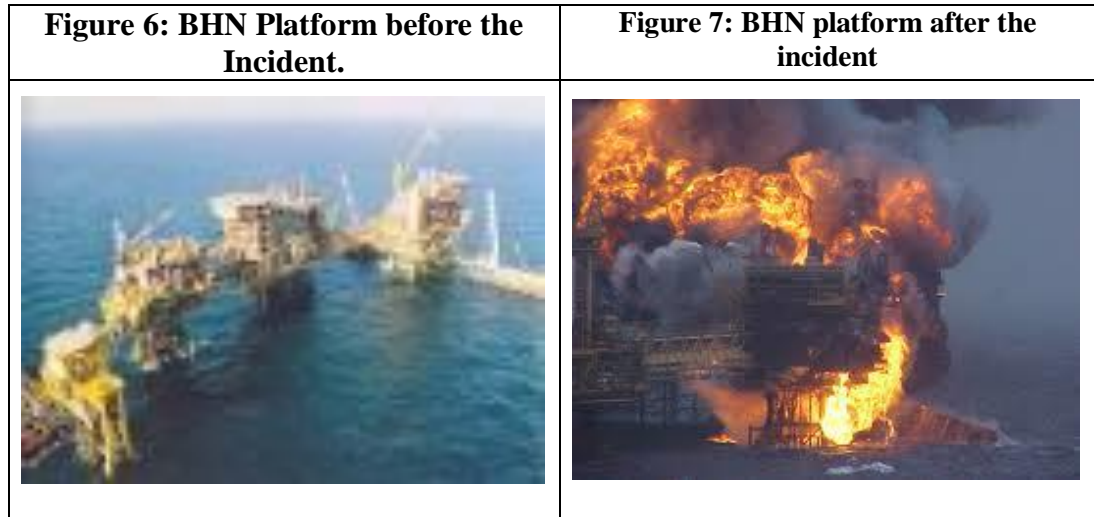 Figure 6: BHN Platform before the
Incident.
Figure 7: BHN platform after the
incident